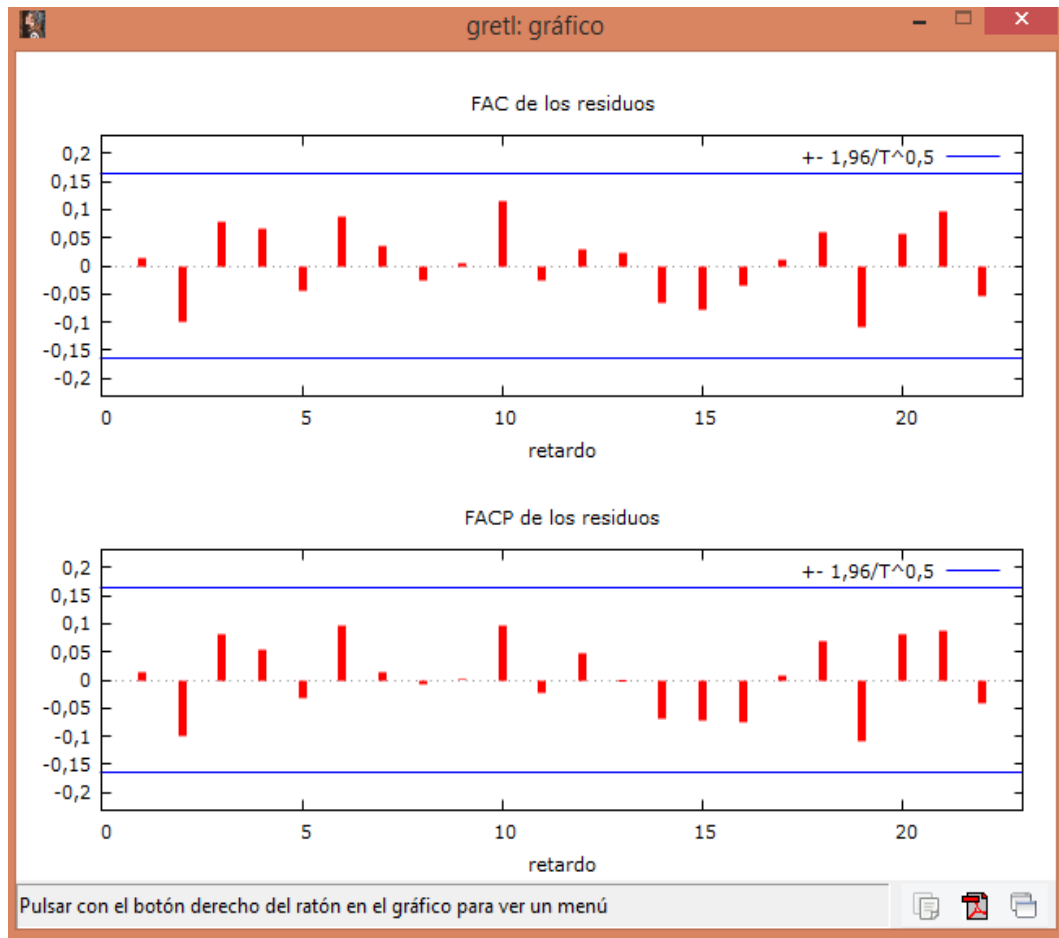 gretl: gráfico
FAC de los residuos
+- 1,96/T^0,5
0,2
0,15
0,1
0,05
0
-0,05
-0,1
-0,15
-0,2
0 5 10 15 20
retardo
FACP de los residuos
+- 1,96/T^0,5
0,2
0,15
0,1
0,05
0
-0,05
-0,1
-0,15
-0,2
0 5 10 15 20
retardo
Pulsar con el botón derecho del ratón en el gráfico para ver un menú